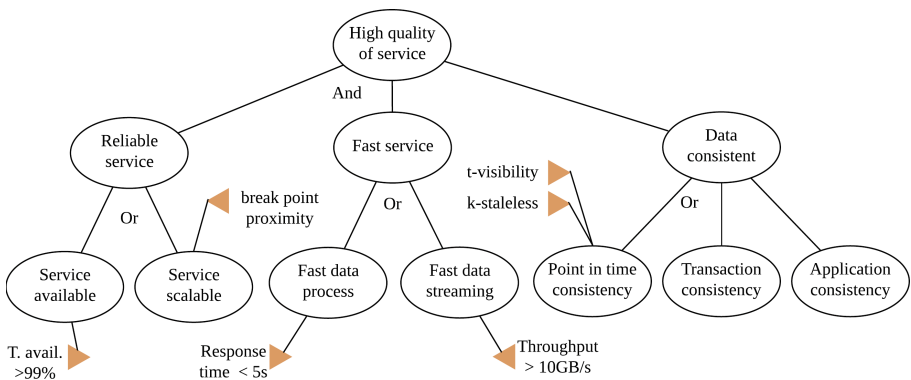 High quality
of service
And
Reliable
service
Fast service
Data
consistent
t-visibility
k-staleless
break point
proximity
Or
Or
Or
Service
available
Service
scalable
Fast data
process
Fast data
streaming
Point in time
consistency
Transaction
consistency
Application
consistency
T. avail.
>99%
Response
time < 5s
Throughput
> 10GB/s